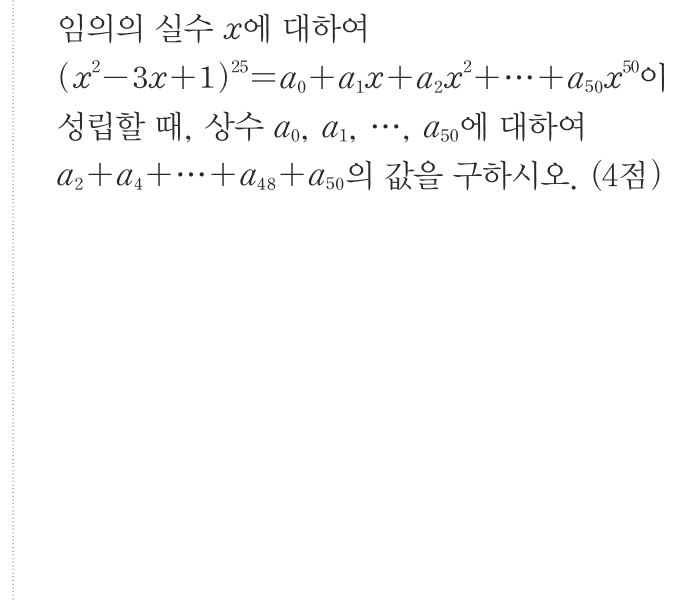 임의의 실수 x에 대하여
(x²−3x+1)²⁵=a₀+a₁x+a₂x²+⋯+a₅₀x⁵⁰이
성립할 때, 상수 a₀, a₁, ⋯, a₅₀에 대하여
a₂+a₄+⋯+a₄₈+a₅₀의 값을 구하시오. (4점)